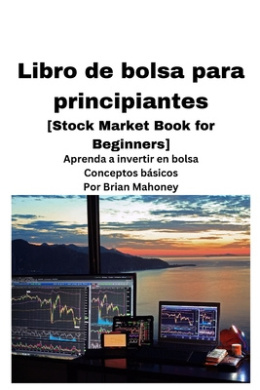 Libro de bolsa para
principiantes
[Stock Market Book for
Beginners]
Aprenda a invertir en bolsa
Conceptos básicos
Por Brian Mahoney